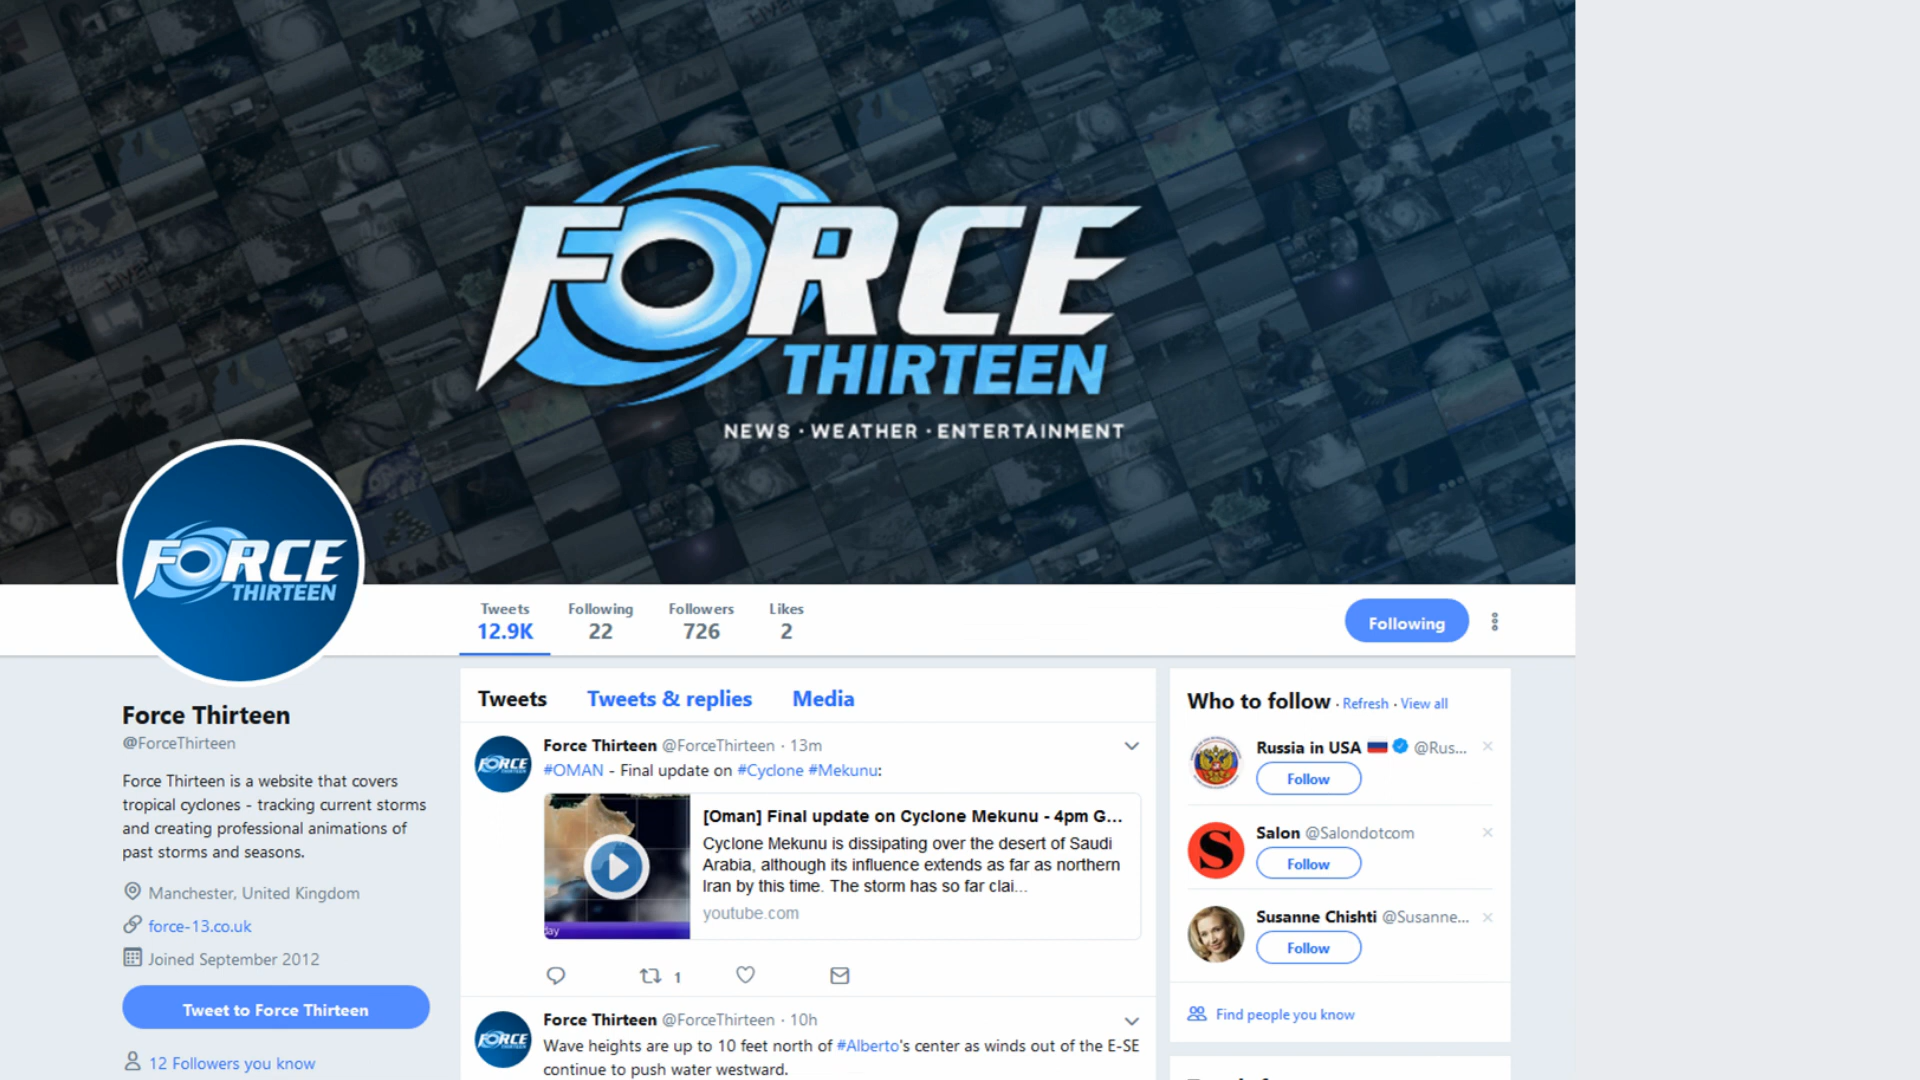 FORCE
THIRTEEN
NEWS · WEATHER · ENTERTAINMENT
FORCE
THIRTEEN
Tweets
12.9K
Following
22
Followers
726
Likes
2
Following
Force Thirteen
@ForceThirteen
Force Thirteen is a website that covers
tropical cyclones - tracking current storms
and creating professional animations of
past storms and seasons.
Manchester, United Kingdom
force-13.co.uk
Joined September 2012
Tweet to Force Thirteen
12 Followers you know
Tweets Tweets & replies Media
FORCE
THIRTEEN
Force Thirteen @ForceThirteen · 13m
#OMAN - Final update on #Cyclone #Mekunu:
[Oman] Final update on Cyclone Mekunu - 4pm G...
Cyclone Mekunu is dissipating over the desert of Saudi
Arabia, although its influence extends as far as northern
Iran by this time. The storm has so far clai...
youtube.com
day
1
FORCE
THIRTEEN
Force Thirteen @ForceThirteen · 10h
Wave heights are up to 10 feet north of #Alberto's center as winds out of the E-SE
continue to push water westward.
Who to follow · Refresh · View all
Russia in USA @Rus...
Follow
S
Salon @Salondotcom
Follow
Susanne Chishti @Susanne...
Follow
Find people you know